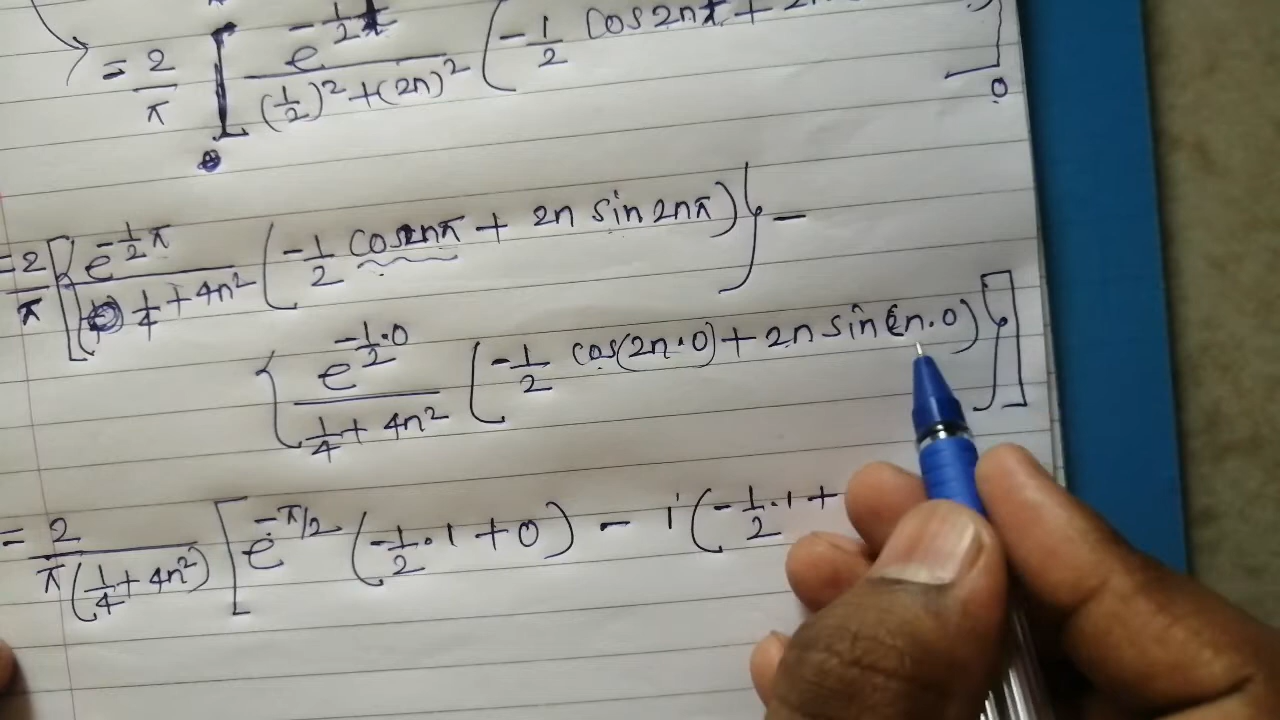 = 2/π [ e^(-1/2 x) / ((1/2)² + (2n)²) ( -1/2 cos 2nx + ]₀
= 2/π [ { e^(-1/2 π) / (1/4 + 4n²) ( -1/2 cos 2nπ + 2n sin 2nπ ) } −
{ e^(-1/2·0) / (1/4 + 4n²) ( -1/2 cos(2n·0) + 2n sin(2n·0) ) } ]
= 2 / π(1/4 + 4n²) [ e^(-π/2) ( -1/2·1 + 0 ) − 1 ( -1/2·1 +